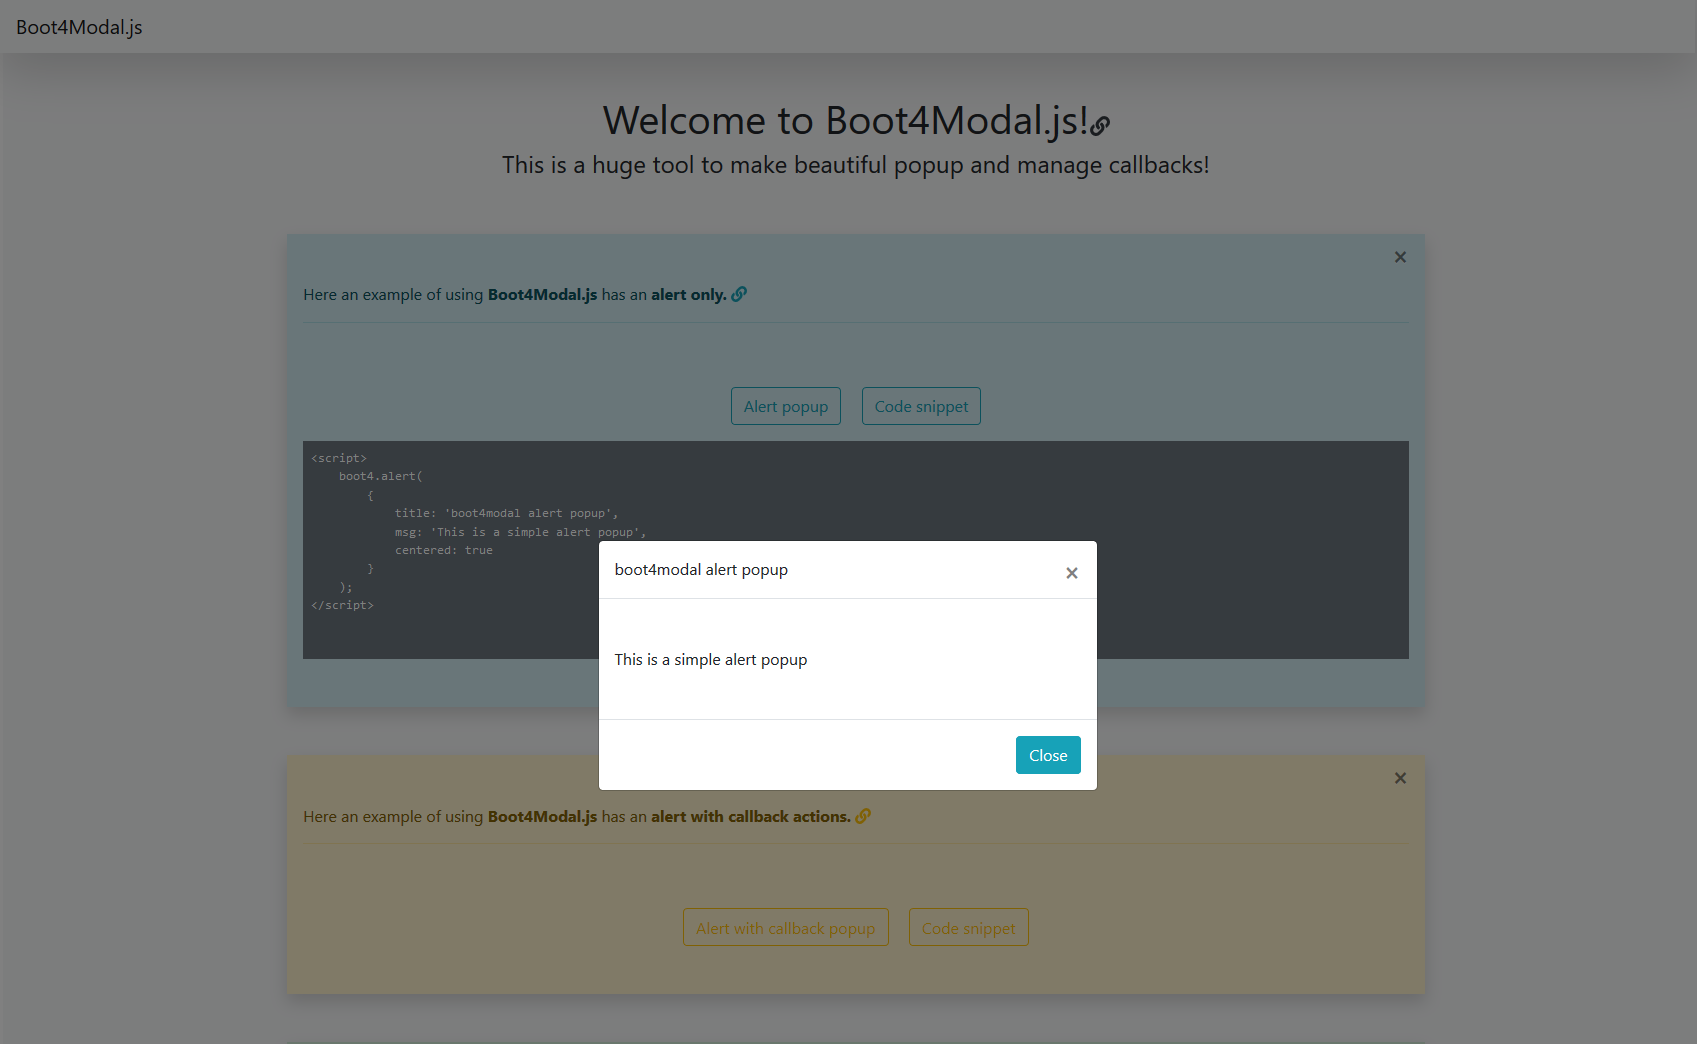 Boot4Modal.js
Welcome to Boot4Modal.js!
This is a huge tool to make beautiful popup and manage callbacks!
×
Here an example of using Boot4Modal.js has an alert only.
Alert popup
Code snippet
<script>
boot4.alert(
{
title: 'boot4modal alert popup',
msg: 'This is a simple alert popup',
centered: true
}
);
</script>
boot4modal alert popup
×
This is a simple alert popup
Close
×
Here an example of using Boot4Modal.js has an alert with callback actions.
Alert with callback popup
Code snippet